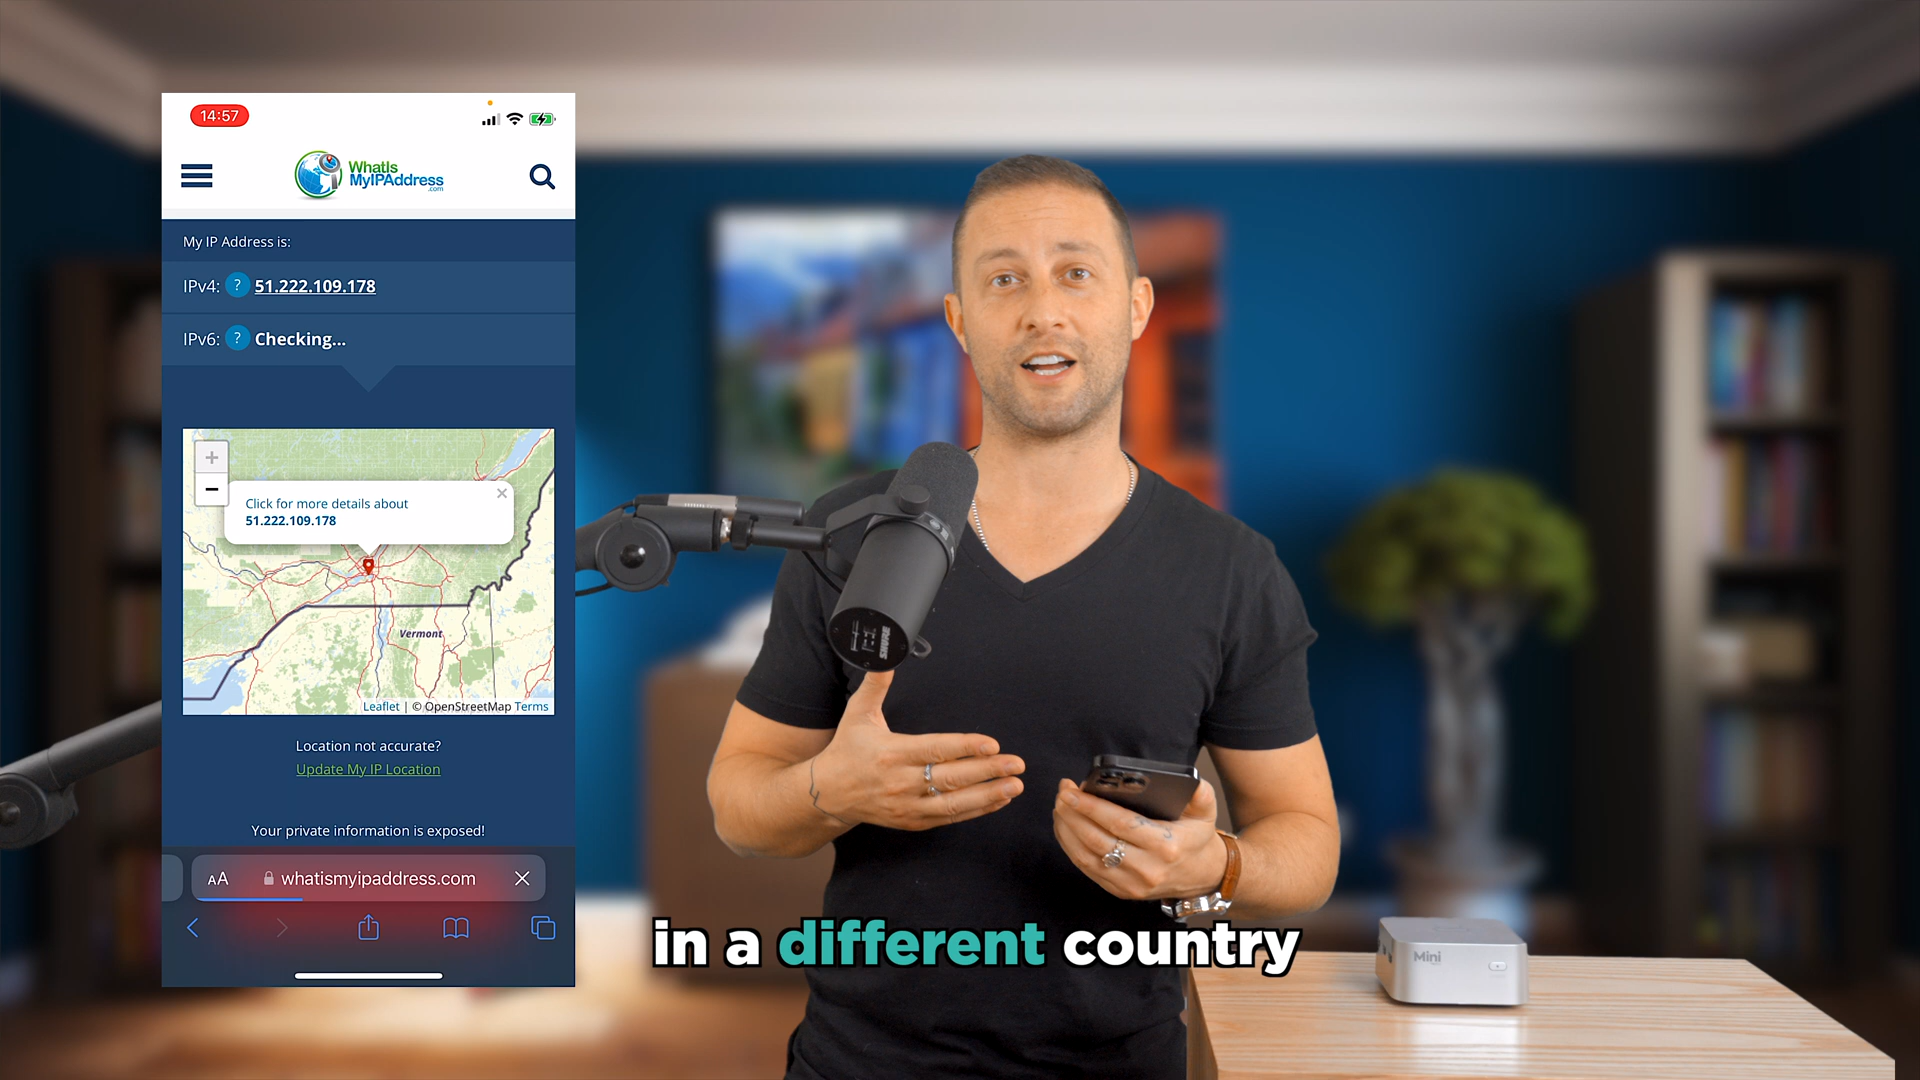 14:57
WhatIs
MyIPAddress
.com
My IP Address is:
IPv4: ? 51.222.109.178
IPv6: ? Checking...
+
−
Click for more details about
51.222.109.178
×
Vermont
Leaflet | © OpenStreetMap Terms
Location not accurate?
Update My IP Location
Your private information is exposed!
AA whatismyipaddress.com
SHURE
in a different country
Mini